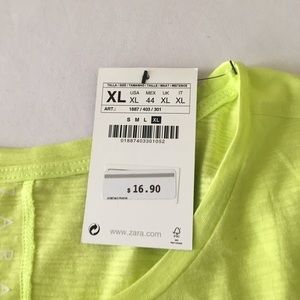 TALLA / SIZE / TAMANHO / TAILLE / MAAT / ΜΕΓΕΘΟΣ
XL USA XL MEX 44 UK XL IT XL
ART.: 1887 / 403 / 301
S M L XL
01887403301052
$ 16.90
www.zara.com